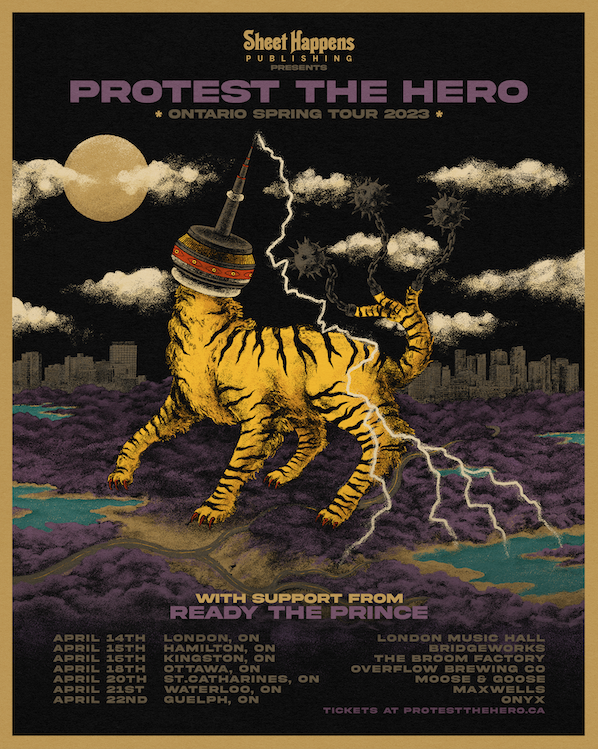 Sheet Happens
PUBLISHING
PRESENTS
PROTEST THE HERO
* ONTARIO SPRING TOUR 2023 *
WITH SUPPORT FROM
READY THE PRINCE
APRIL 14TH LONDON, ON LONDON MUSIC HALL
APRIL 15TH HAMILTON, ON BRIDGEWORKS
APRIL 16TH KINGSTON, ON THE BROOM FACTORY
APRIL 18TH OTTAWA, ON OVERFLOW BREWING CO
APRIL 20TH ST.CATHARINES, ON MOOSE & GOOSE
APRIL 21ST WATERLOO, ON MAXWELLS
APRIL 22ND GUELPH, ON ONYX
TICKETS AT PROTESTTHEHERO.CA